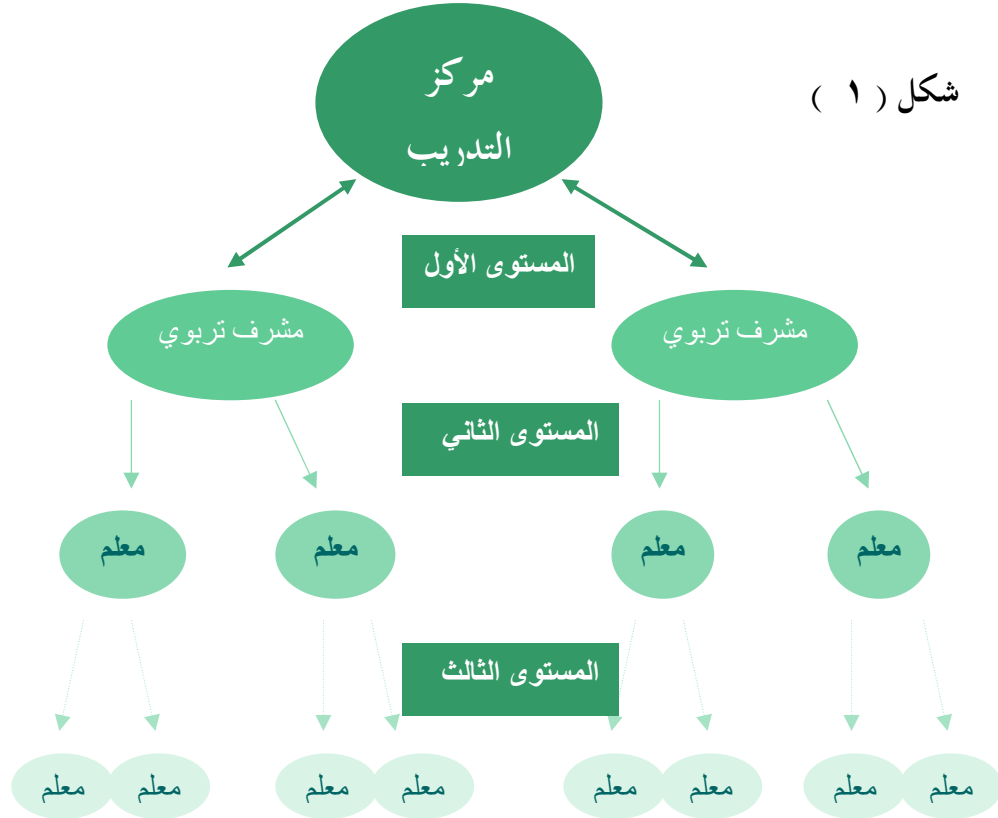 شكل ( ١ )
مركز
التدريب
المستوى الأول
مشرف تربوي
مشرف تربوي
المستوى الثاني
معلم
معلم
معلم
معلم
المستوى الثالث
معلم
معلم
معلم
معلم
معلم
معلم
معلم
معلم